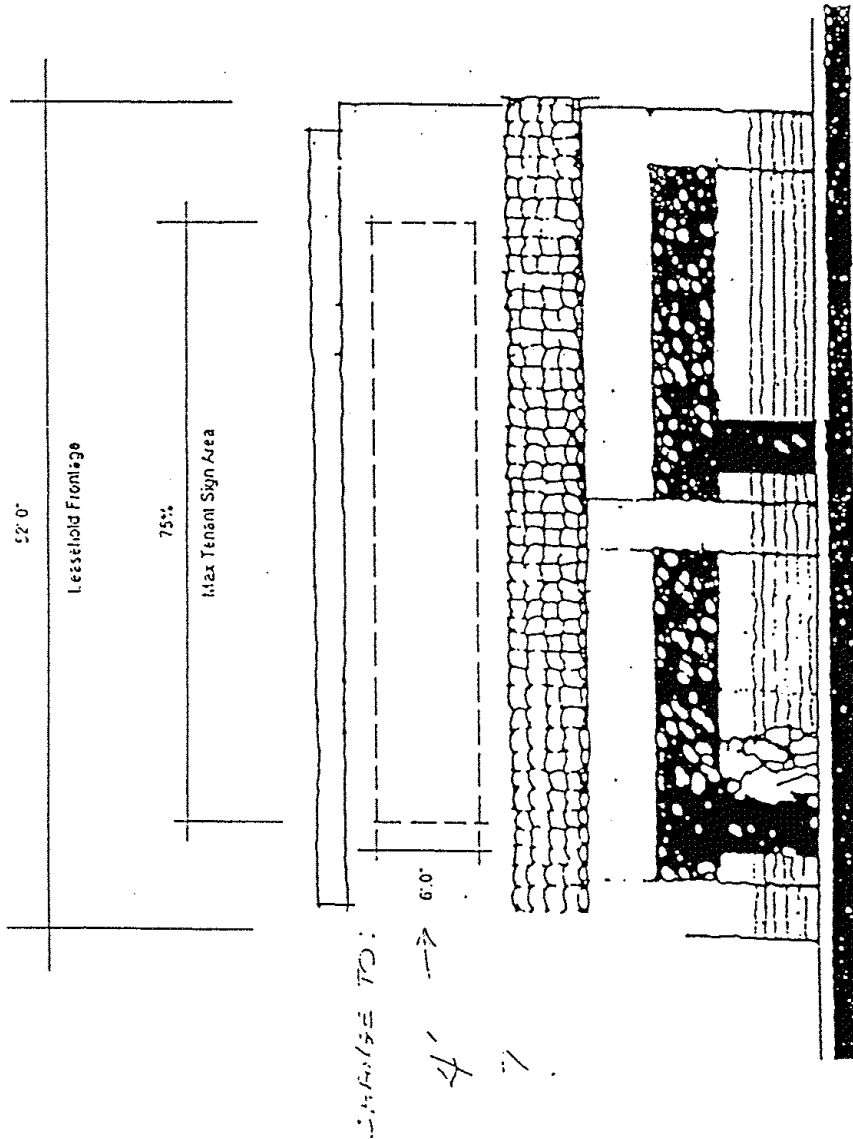 52' 0"
Leasehold Frontage
75%
Max Tenant Sign Area
6'.0"
CHANGE TO:
4' →
?